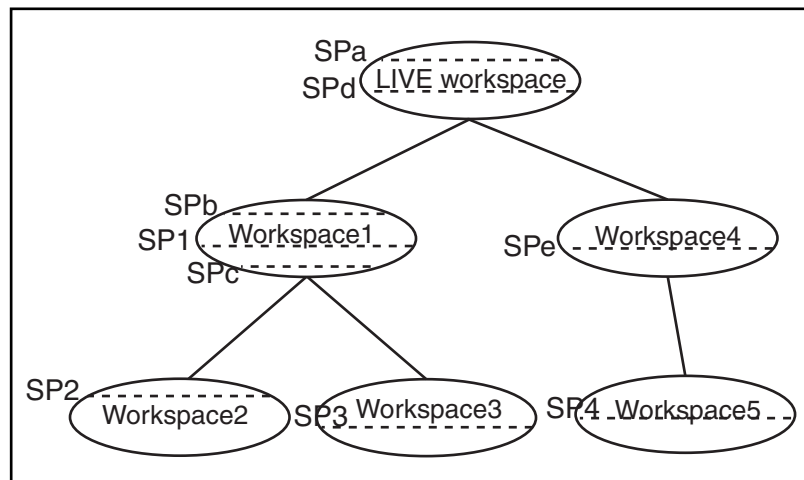 SPa
LIVE workspace
SPd
SPb
SP1 Workspace1
SPc
Workspace4
SPe
SP2
Workspace2
SP3 Workspace3
SP4 Workspace5